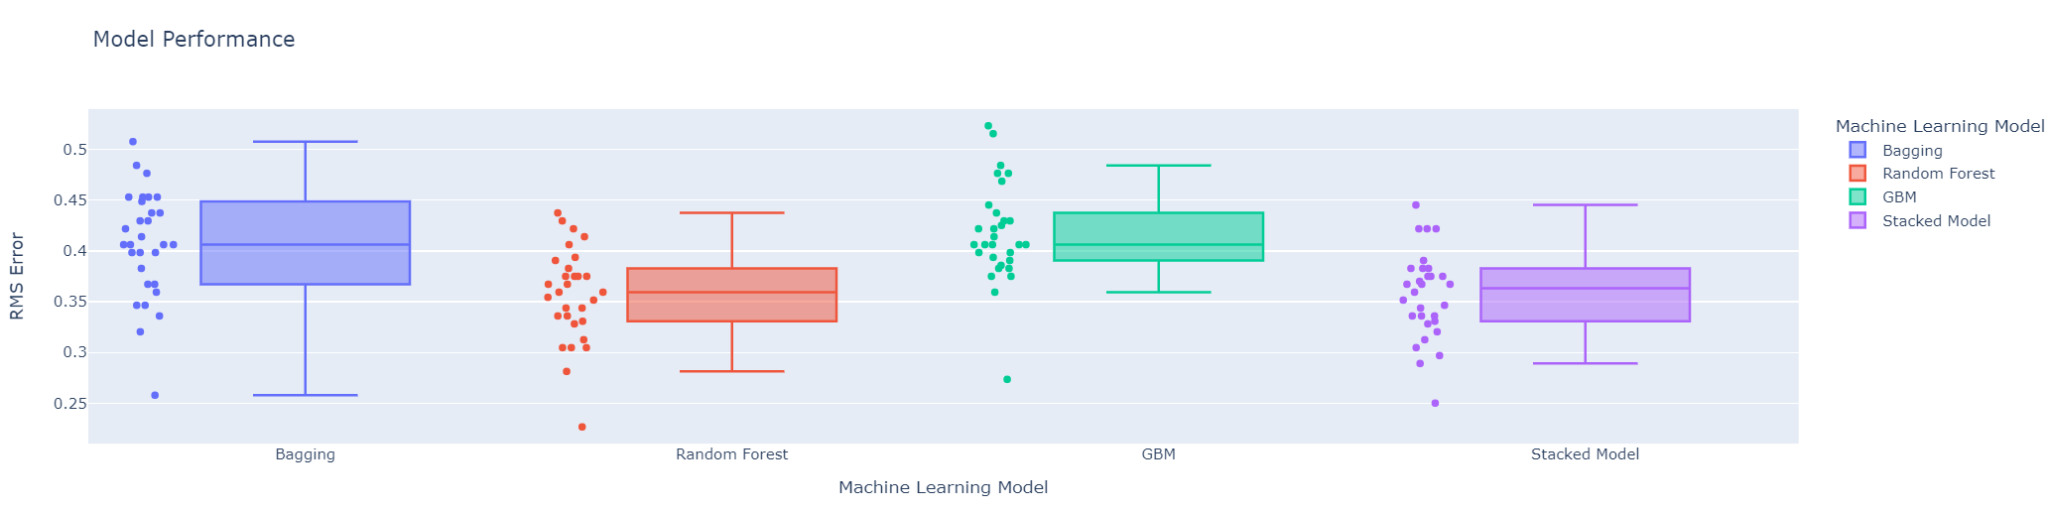 Model Performance
RMS Error
0.5
0.45
0.4
0.35
0.3
0.25
Bagging
Random Forest
GBM
Stacked Model
Machine Learning Model
Machine Learning Model
Bagging
Random Forest
GBM
Stacked Model